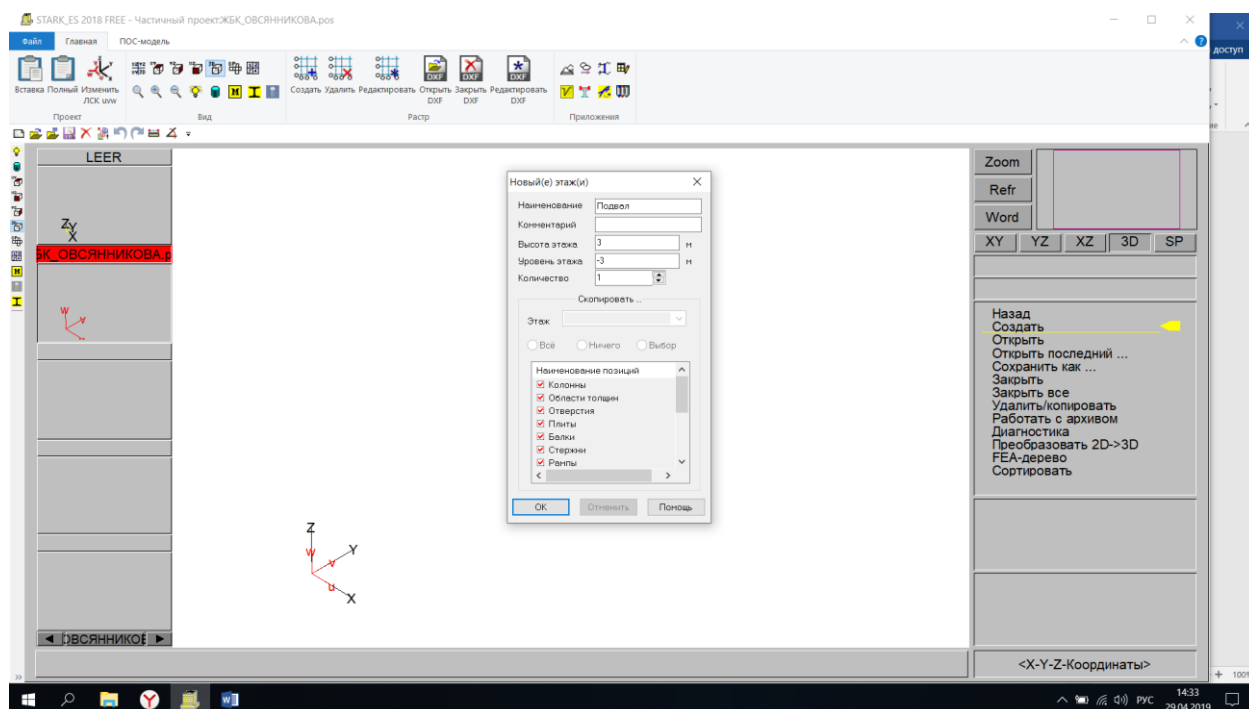 STARK_ES 2018 FREE - Частичный проект:ЖБК_ОВСЯННИКОВА.pos
Файл Главная ПОС-модель
доступ
Вставка Полный Изменить ЛСК uvw
Проект
Вид
Создать Удалить Редактировать Открыть DXF Закрыть DXF Редактировать DXF
Растр
Приложения
LEER
Z Y X
БК_ОВСЯННИКОВА.p
W V
ОВСЯННИКОВ
Новый(е) этаж(и)
Наименование Подвал
Комментарий
Высота этажа 3 м
Уровень этажа -3 м
Количество 1
Скопировать ...
Этаж
Всё Ничего Выбор
Наименование позиций
Колонны
Области толщин
Отверстия
Плиты
Балки
Стержни
Рампы
OK Отменить Помощь
Z
W Y
v
u
X
Zoom
Refr
Word
XY YZ XZ 3D SP
Назад
Создать
Открыть
Открыть последний ...
Сохранить как ...
Закрыть
Закрыть все
Удалить/копировать
Работать с архивом
Диагностика
Преобразовать 2D->3D
FEA-дерево
Сортировать
<X-Y-Z-Координаты>
РУС
14:33
29.04.2019